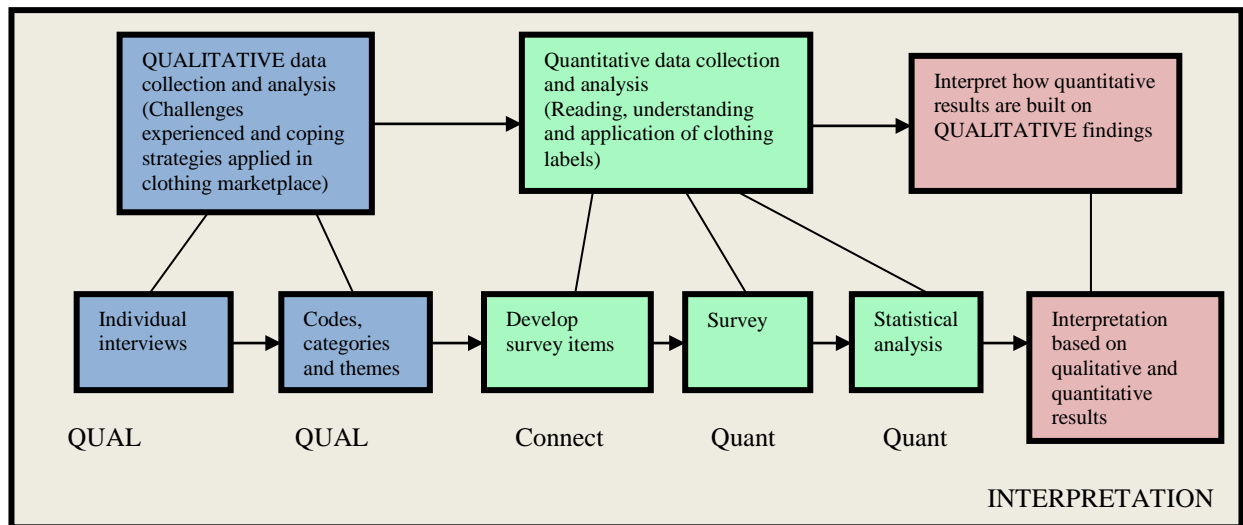 QUALITATIVE data
collection and analysis
(Challenges
experienced and coping
strategies applied in
clothing marketplace)
Quantitative data collection
and analysis
(Reading, understanding
and application of clothing
labels)
Interpret how quantitative
results are built on
QUALITATIVE findings
Individual
interviews
Codes,
categories
and themes
Develop
survey items
Survey
Statistical
analysis
Interpretation
based on
qualitative and
quantitative
results
QUAL
QUAL
Connect
Quant
Quant
INTERPRETATION